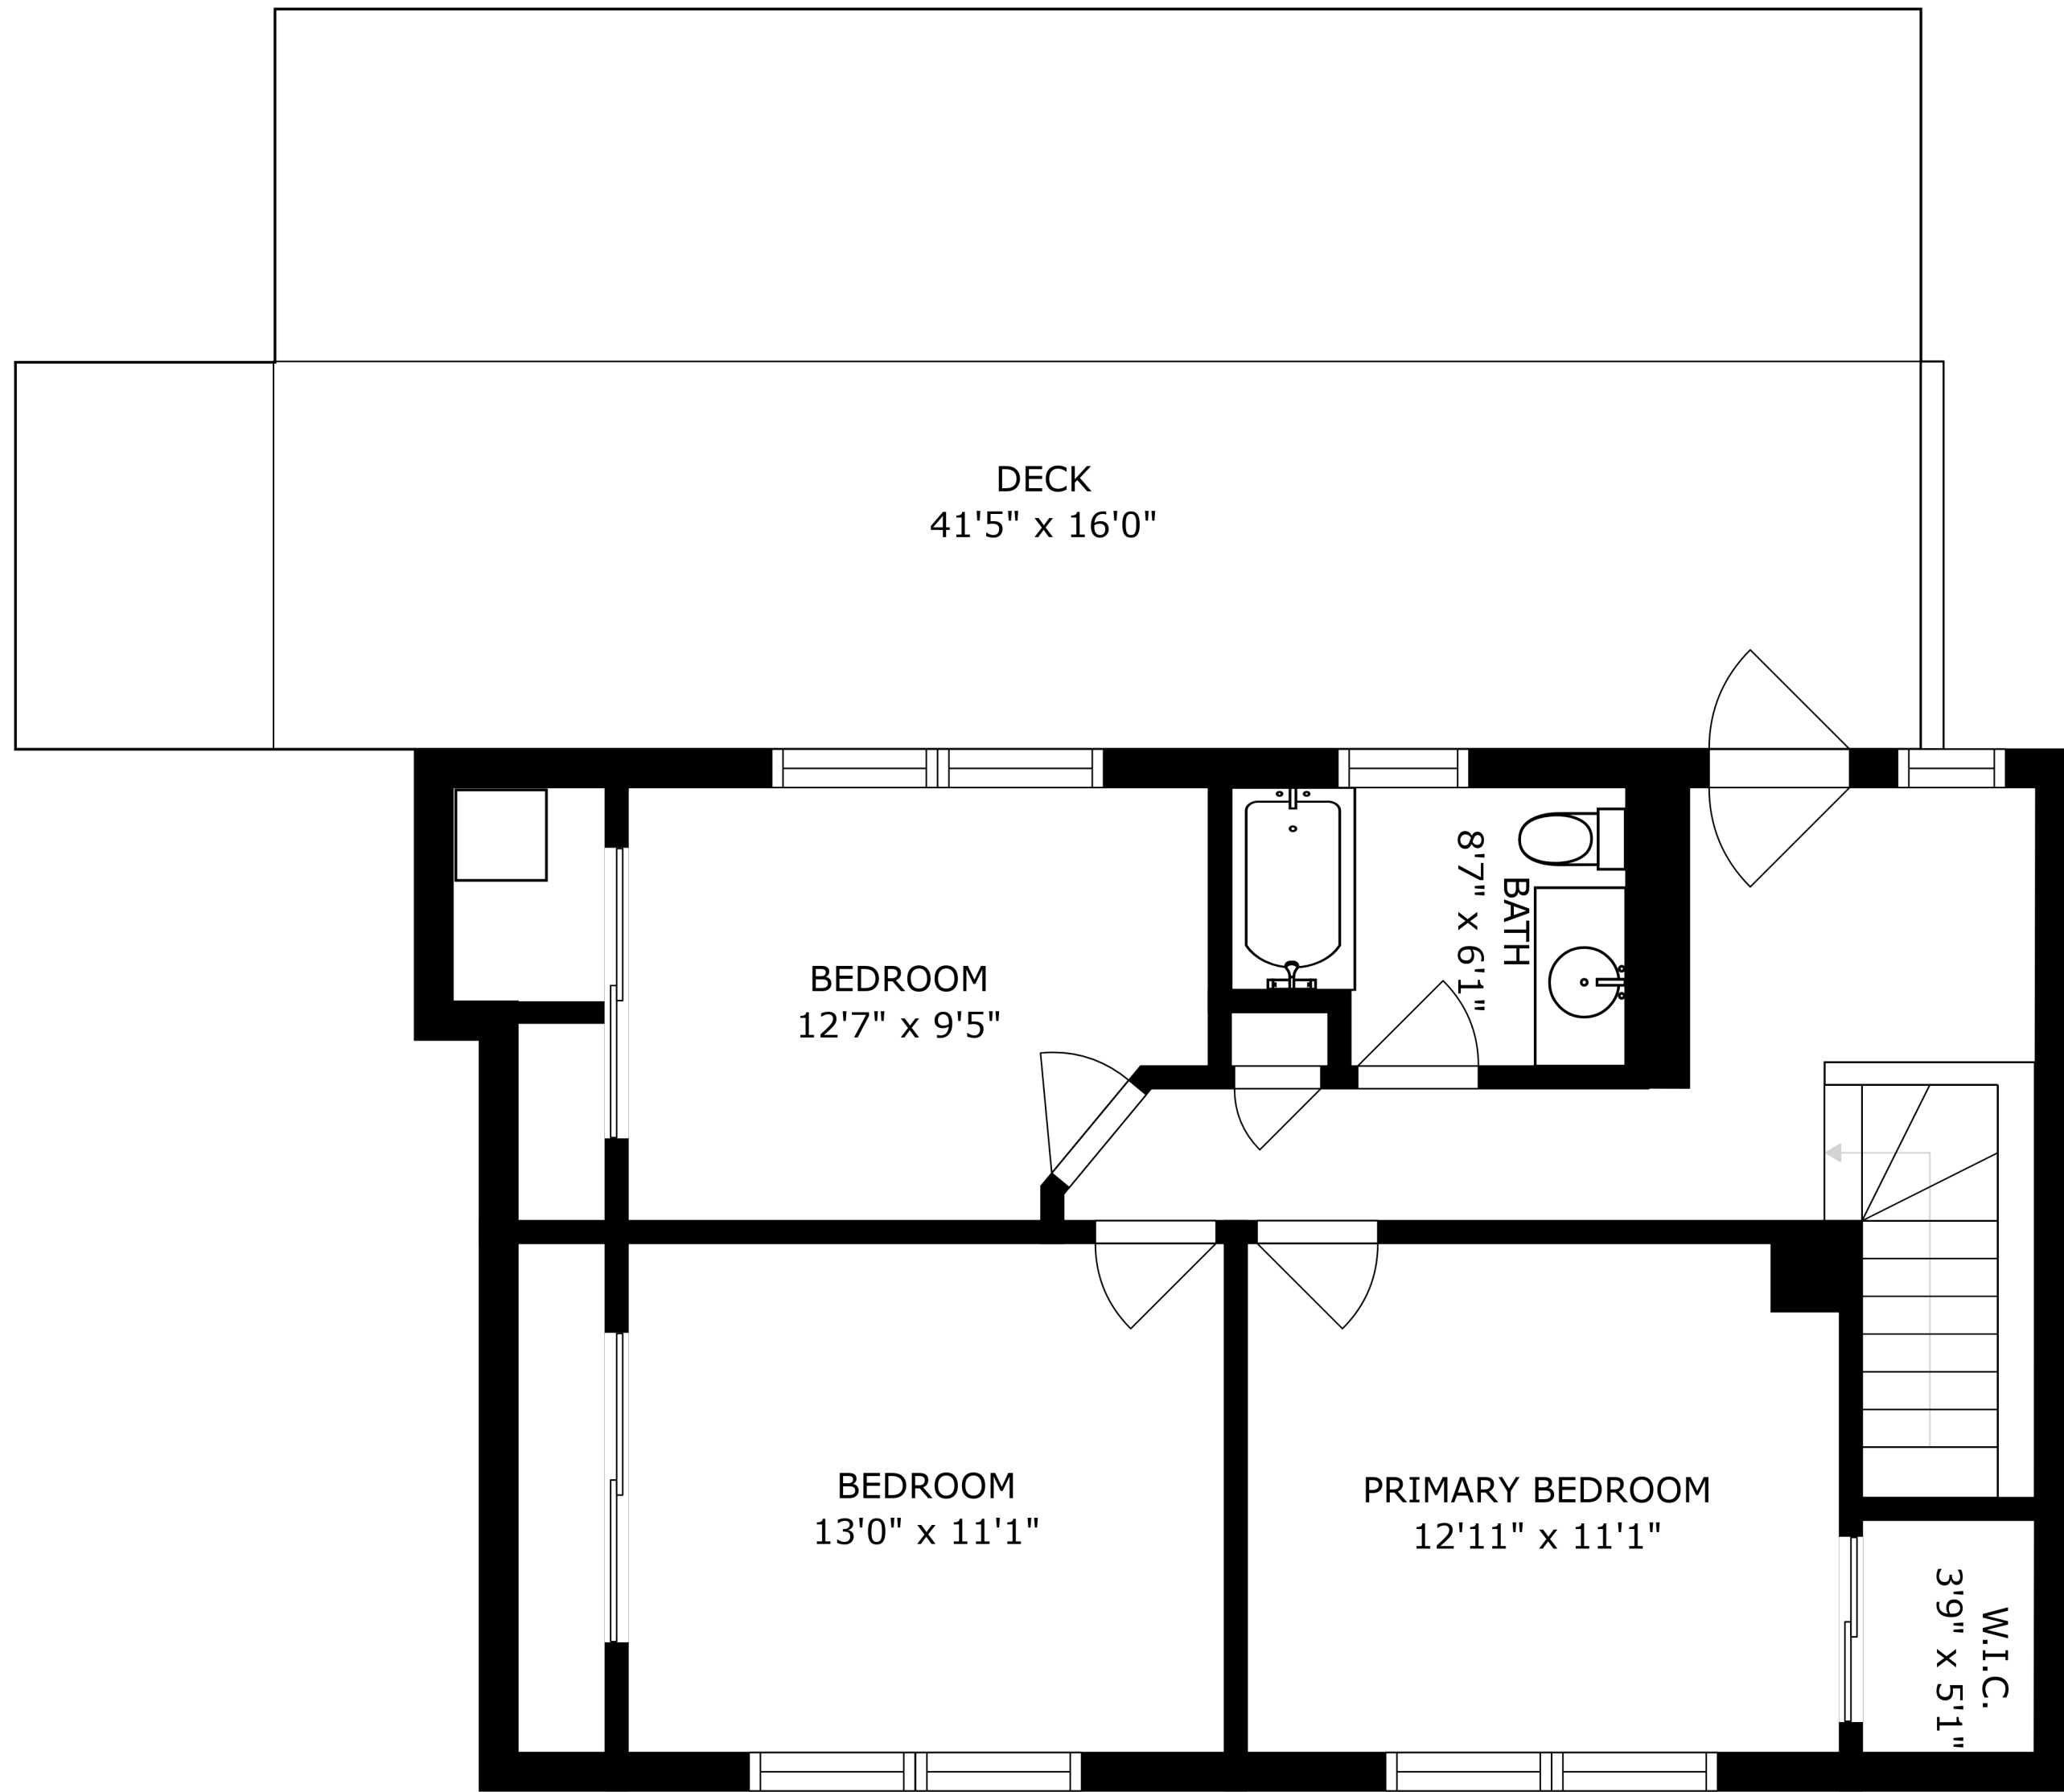 DECK
41'5" x 16'0"
BATH
8'7" x 6'1"
BEDROOM
12'7" x 9'5"
BEDROOM
13'0" x 11'1"
PRIMARY BEDROOM
12'11" x 11'1"
W.I.C.
3'9" x 5'1"